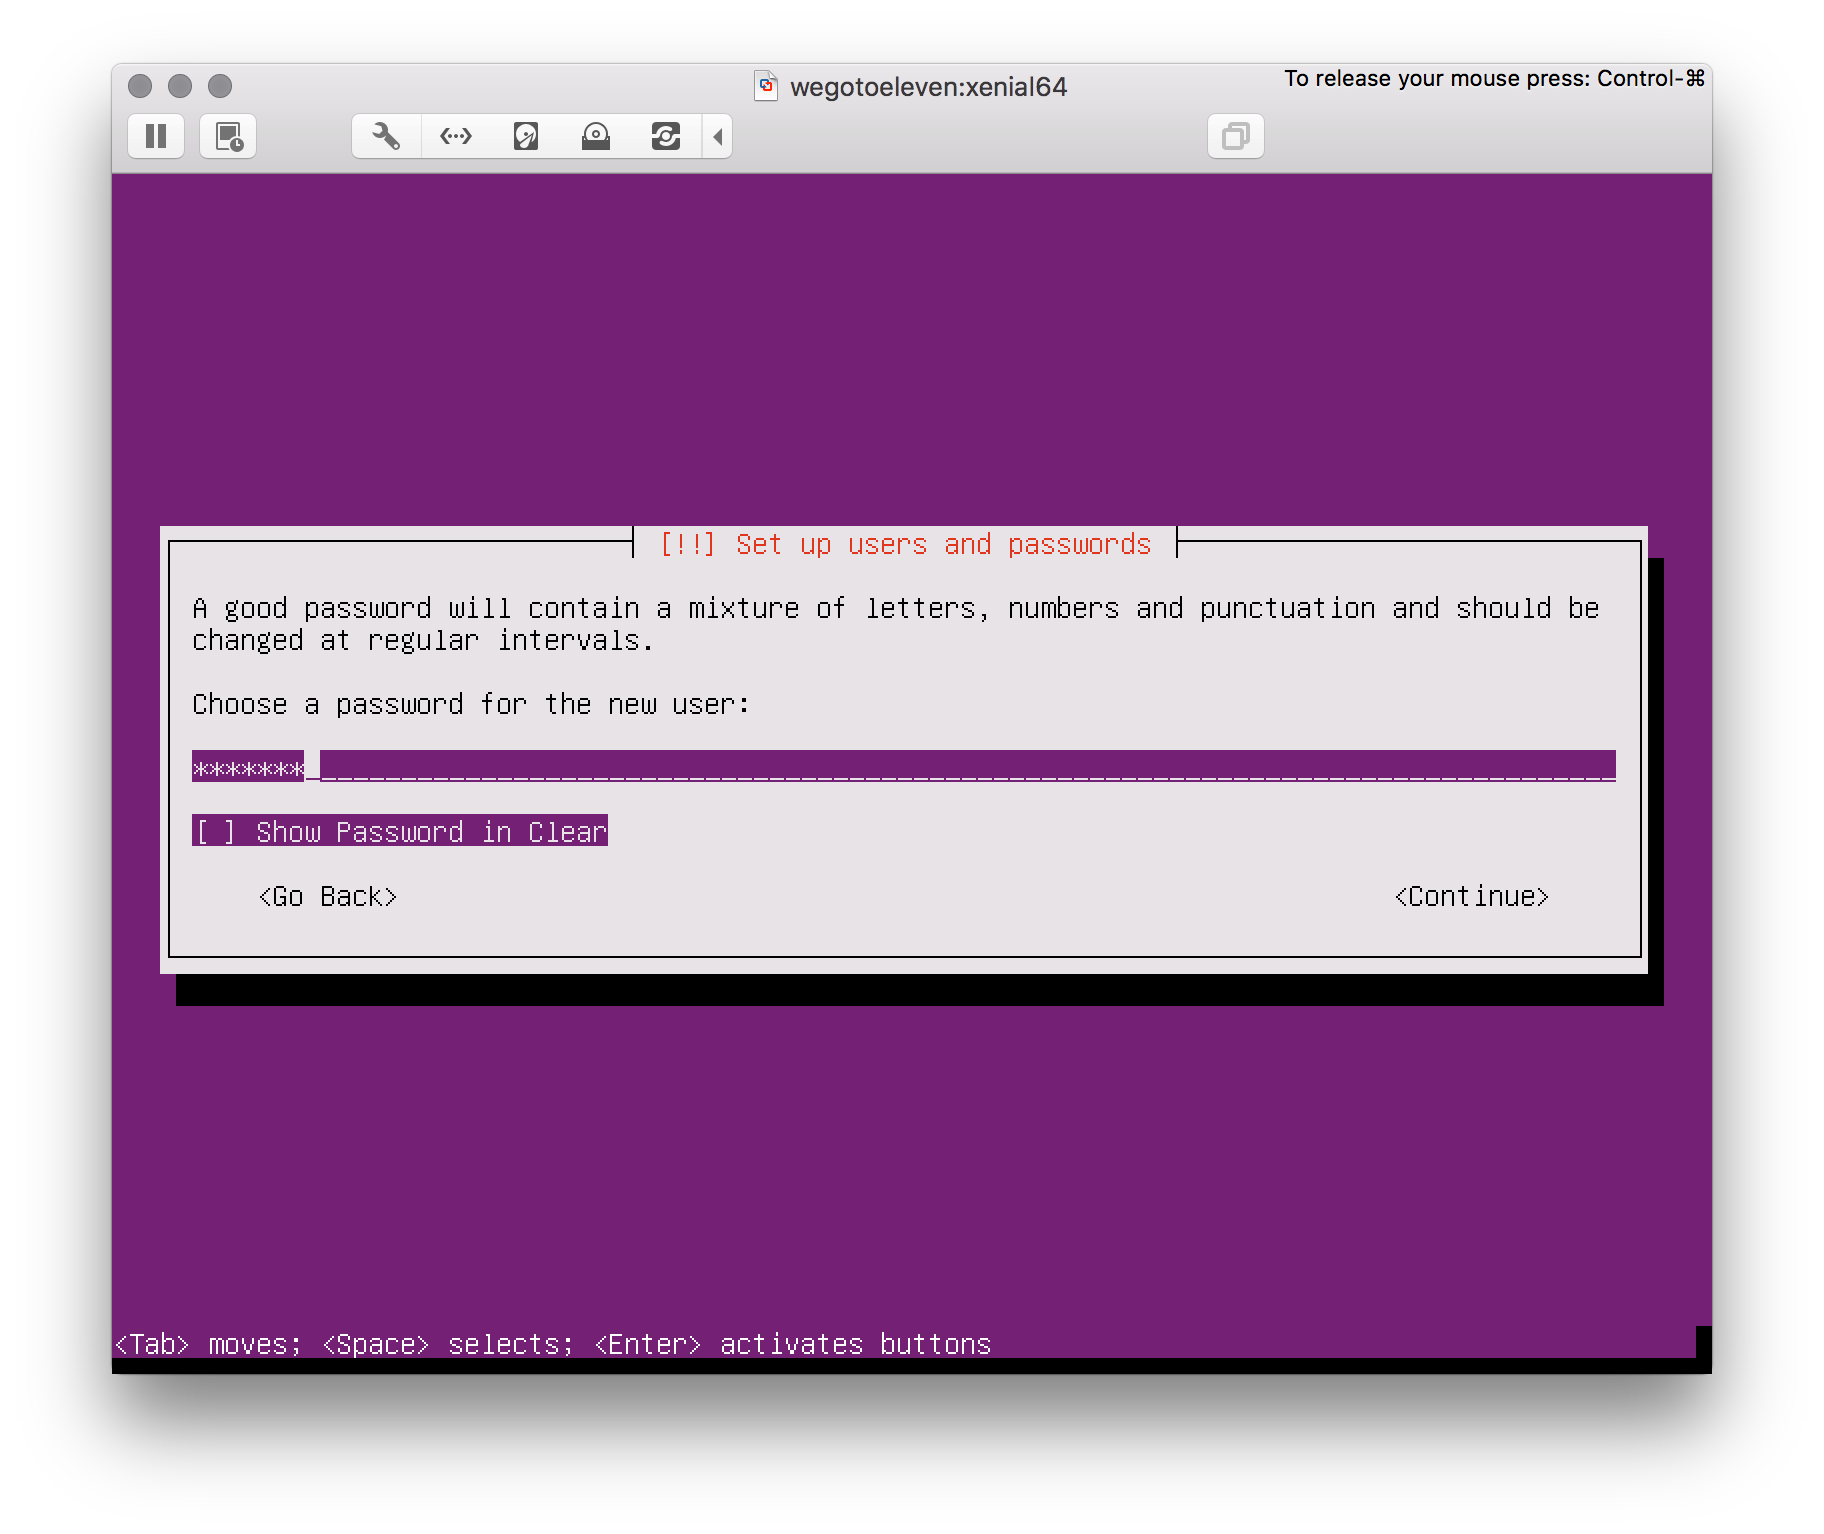 wegotoeleven:xenial64
To release your mouse press: Control-⌘
[!!] Set up users and passwords
A good password will contain a mixture of letters, numbers and punctuation and should be
changed at regular intervals.
Choose a password for the new user:
*******_________________________________________________________________________________
[ ] Show Password in Clear
<Go Back> <Continue>
<Tab> moves; <Space> selects; <Enter> activates buttons